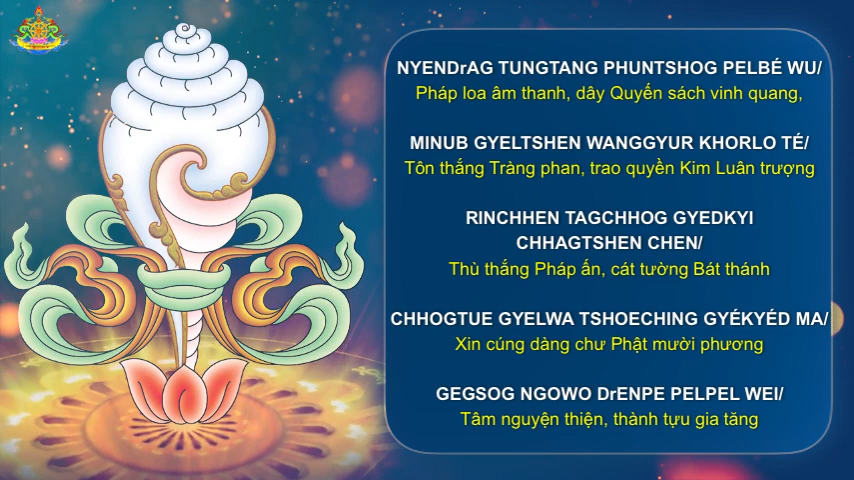 NYENDrAG TUNGTANG PHUNTSHOG PELBÉ WU/
Pháp loa âm thanh, dây Quyến sách vinh quang,
MINUB GYELTSHEN WANGGYUR KHORLO TÉ/
Tôn thắng Tràng phan, trao quyền Kim Luân trượng
RINCHHEN TAGCHHOG GYEDKYI
CHHAGTSHEN CHEN/
Thù thắng Pháp ấn, cát tường Bát thánh
CHHOGTUE GYELWA TSHOECHING GYÉKYÉD MA/
Xin cúng dàng chư Phật mười phương
GEGSOG NGOWO DrENPE PELPEL WEI/
Tâm nguyện thiện, thành tựu gia tăng